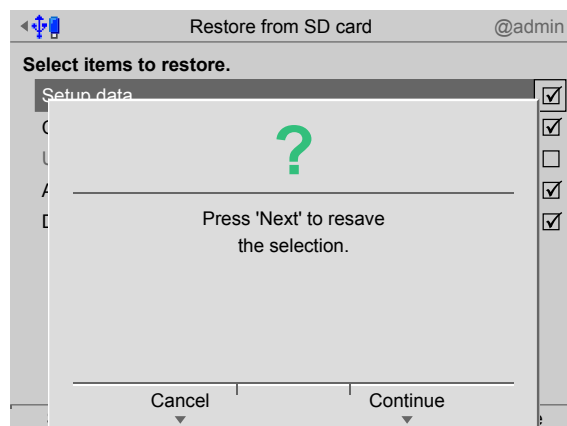 Restore from SD card
@admin
Select items to restore.
Setup data
?
Press 'Next' to resave
the selection.
Cancel
Continue